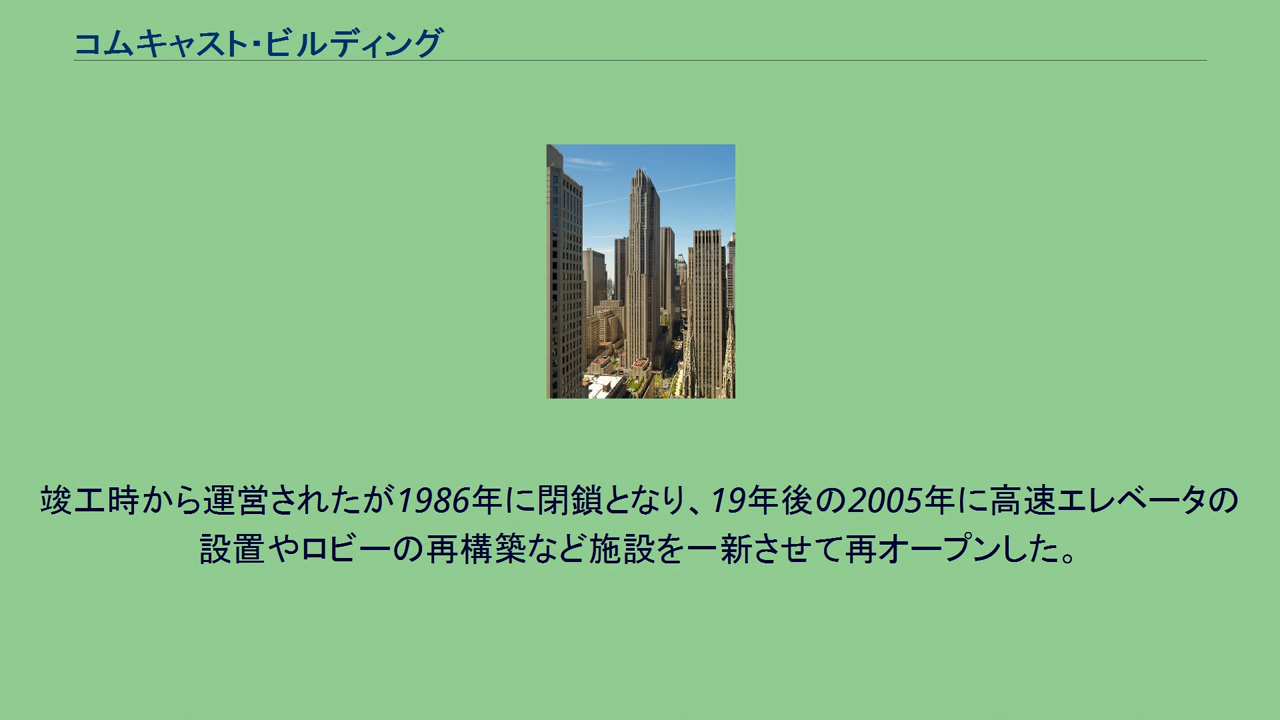 コムキャスト・ビルディング
竣工時から運営されたが1986年に閉鎖となり、19年後の2005年に高速エレベータの
設置やロビーの再構築など施設を一新させて再オープンした。